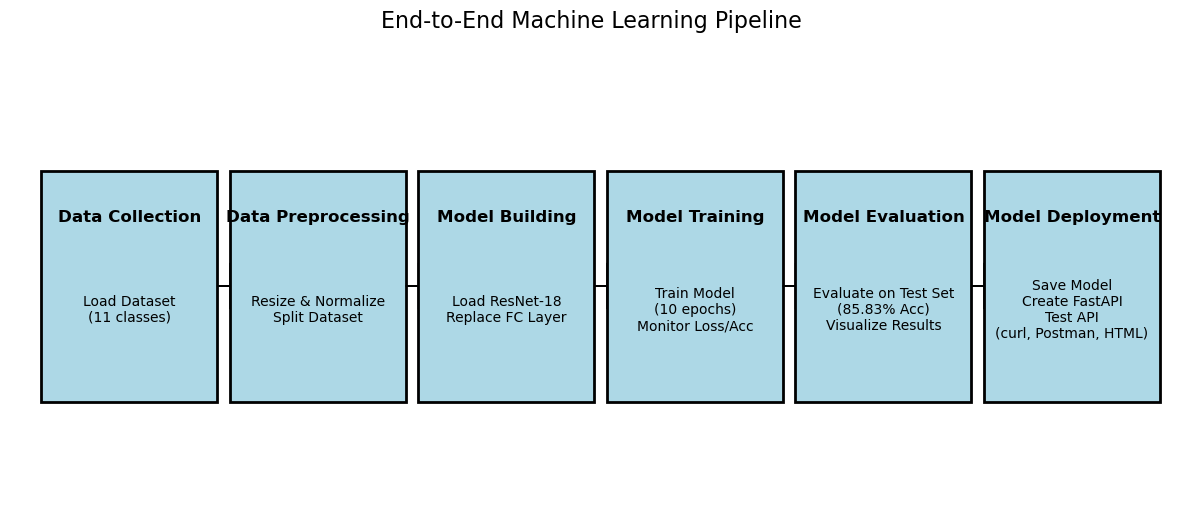 End-to-End Machine Learning Pipeline
Data Collection
Load Dataset
(11 classes)
Data Preprocessing
Resize & Normalize
Split Dataset
Model Building
Load ResNet-18
Replace FC Layer
Model Training
Train Model
(10 epochs)
Monitor Loss/Acc
Model Evaluation
Evaluate on Test Set
(85.83% Acc)
Visualize Results
Model Deployment
Save Model
Create FastAPI
Test API
(curl, Postman, HTML)